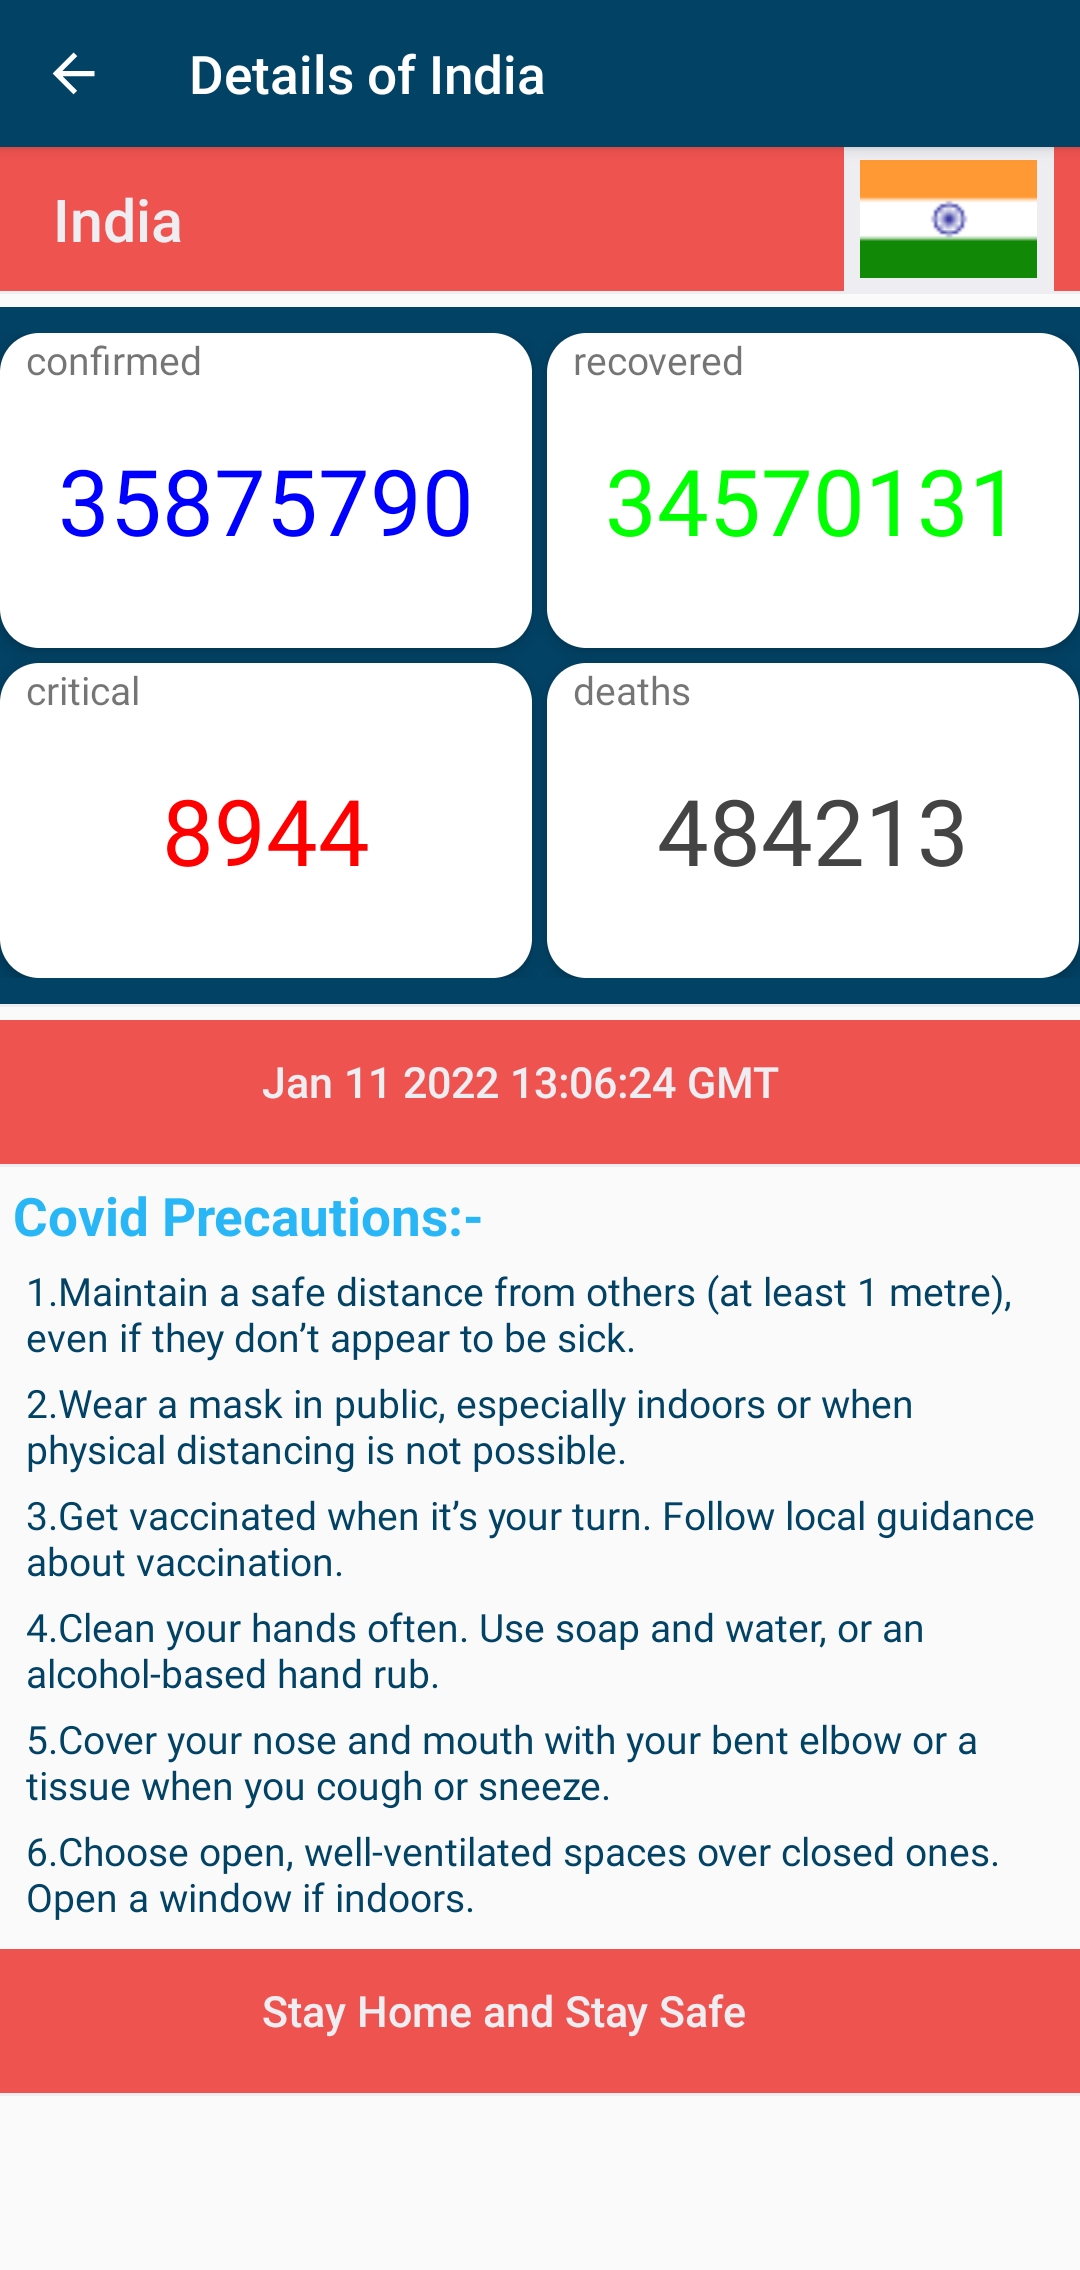 Details of India
India
confirmed
recovered
35875790
34570131
critical
deaths
8944
484213
Jan 11 2022 13:06:24 GMT
Covid Precautions:-
1.Maintain a safe distance from others (at least 1 metre),
even if they don’t appear to be sick.
2.Wear a mask in public, especially indoors or when
physical distancing is not possible.
3.Get vaccinated when it’s your turn. Follow local guidance
about vaccination.
4.Clean your hands often. Use soap and water, or an
alcohol-based hand rub.
5.Cover your nose and mouth with your bent elbow or a
tissue when you cough or sneeze.
6.Choose open, well-ventilated spaces over closed ones.
Open a window if indoors.
Stay Home and Stay Safe